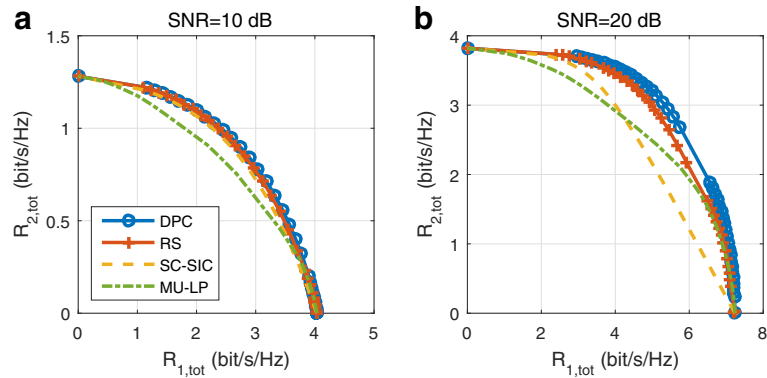 a
SNR=10 dB
1.5
1
0.5
0
R2,tot (bit/s/Hz)
DPC
RS
SC-SIC
MU-LP
0 1 2 3 4 5
R1,tot (bit/s/Hz)
b
SNR=20 dB
4
3
2
1
0
R2,tot (bit/s/Hz)
0 2 4 6 8
R1,tot (bit/s/Hz)